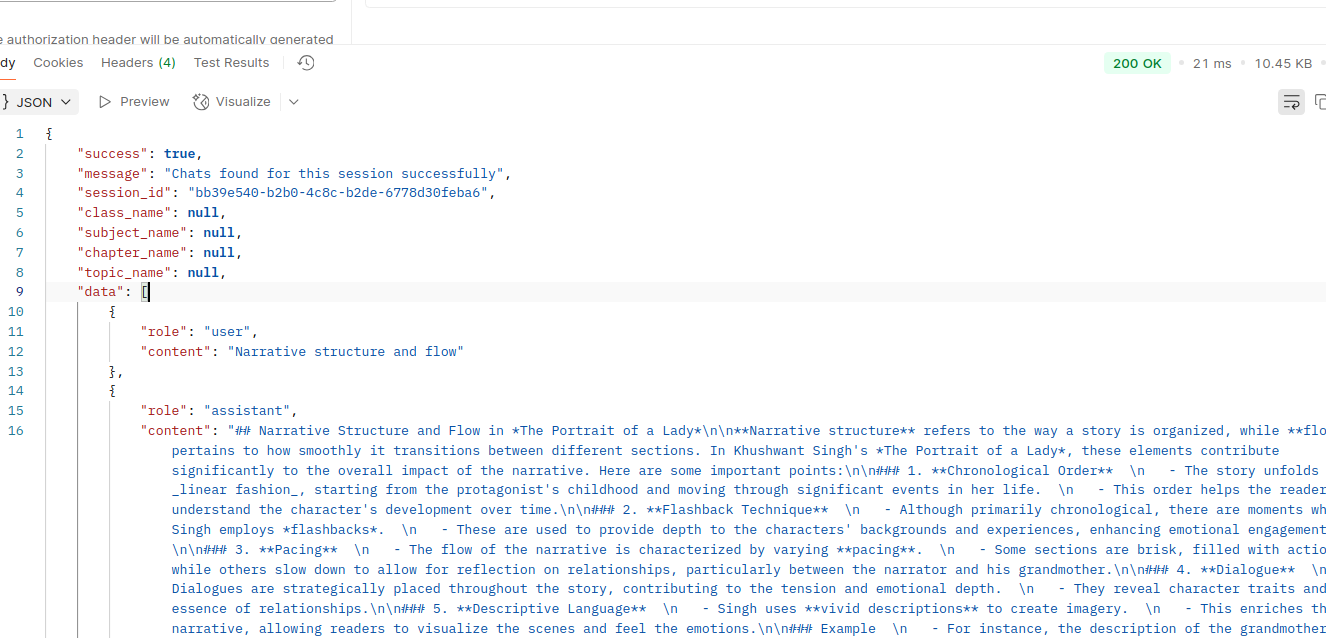 e authorization header will be automatically generated
dy Cookies Headers (4) Test Results 200 OK • 21 ms • 10.45 KB •
} JSON Preview Visualize
1 {
2 "success": true,
3 "message": "Chats found for this session successfully",
4 "session_id": "bb39e540-b2b0-4c8c-b2de-6778d30feba6",
5 "class_name": null,
6 "subject_name": null,
7 "chapter_name": null,
8 "topic_name": null,
9 "data": [
10 {
11 "role": "user",
12 "content": "Narrative structure and flow"
13 },
14 {
15 "role": "assistant",
16 "content": "## Narrative Structure and Flow in *The Portrait of a Lady*\n\n**Narrative structure** refers to the way a story is organized, while **flo
pertains to how smoothly it transitions between different sections. In Khushwant Singh's *The Portrait of a Lady*, these elements contribute
significantly to the overall impact of the narrative. Here are some important points:\n\n### 1. **Chronological Order**  \n   - The story unfolds
_linear fashion_, starting from the protagonist's childhood and moving through significant events in her life.  \n   - This order helps the reader
understand the character's development over time.\n\n### 2. **Flashback Technique**  \n   - Although primarily chronological, there are moments wh
Singh employs *flashbacks*.  \n   - These are used to provide depth to the characters' backgrounds and experiences, enhancing emotional engagement
\n\n### 3. **Pacing**  \n   - The flow of the narrative is characterized by varying **pacing**.  \n   - Some sections are brisk, filled with actio
while others slow down to allow for reflection on relationships, particularly between the narrator and his grandmother.\n\n### 4. **Dialogue**  \n
Dialogues are strategically placed throughout the story, contributing to the tension and emotional depth.  \n   - They reveal character traits and
essence of relationships.\n\n### 5. **Descriptive Language**  \n   - Singh uses **vivid descriptions** to create imagery.  \n   - This enriches th
narrative, allowing readers to visualize the scenes and feel the emotions.\n\n### Example  \n   - For instance, the description of the grandmother